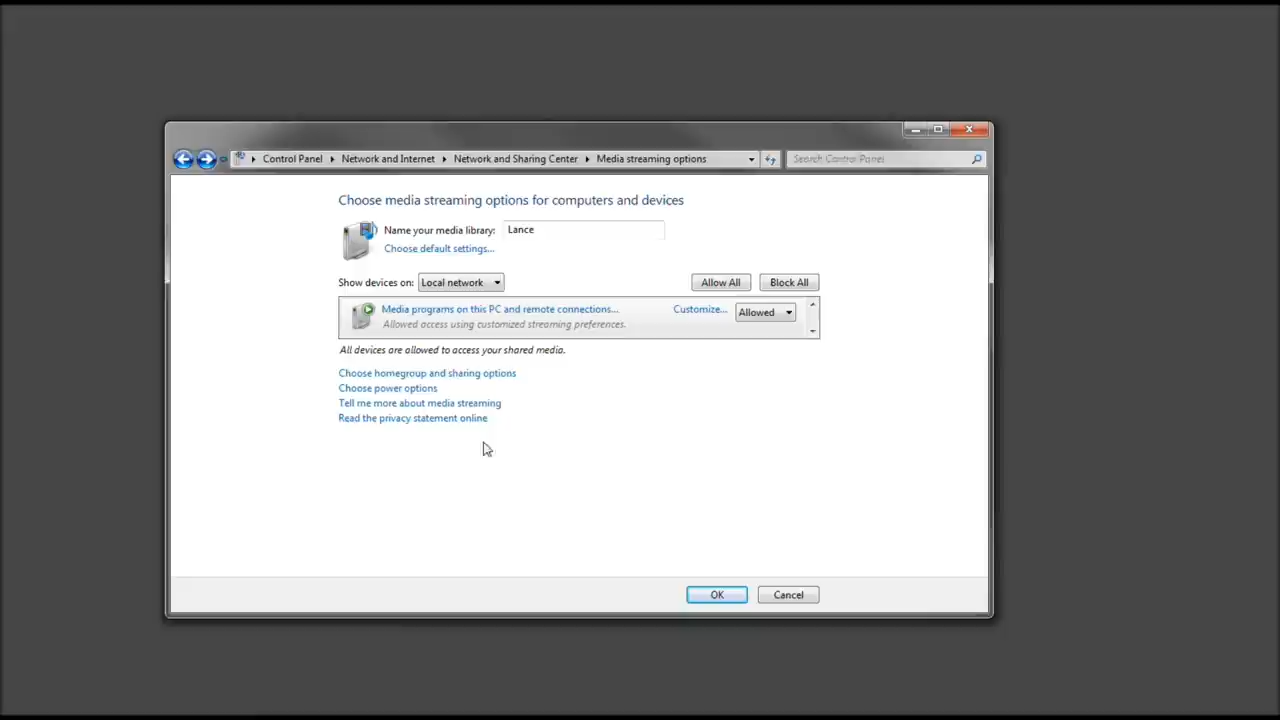 Control Panel Network and Internet Network and Sharing Center Media streaming options Search Control Panel
Choose media streaming options for computers and devices
Name your media library: Lance
Choose default settings...
Show devices on: Local network Allow All Block All
Media programs on this PC and remote connections... Customize... Allowed
Allowed access using customized streaming preferences.
All devices are allowed to access your shared media.
Choose homegroup and sharing options
Choose power options
Tell me more about media streaming
Read the privacy statement online
OK Cancel